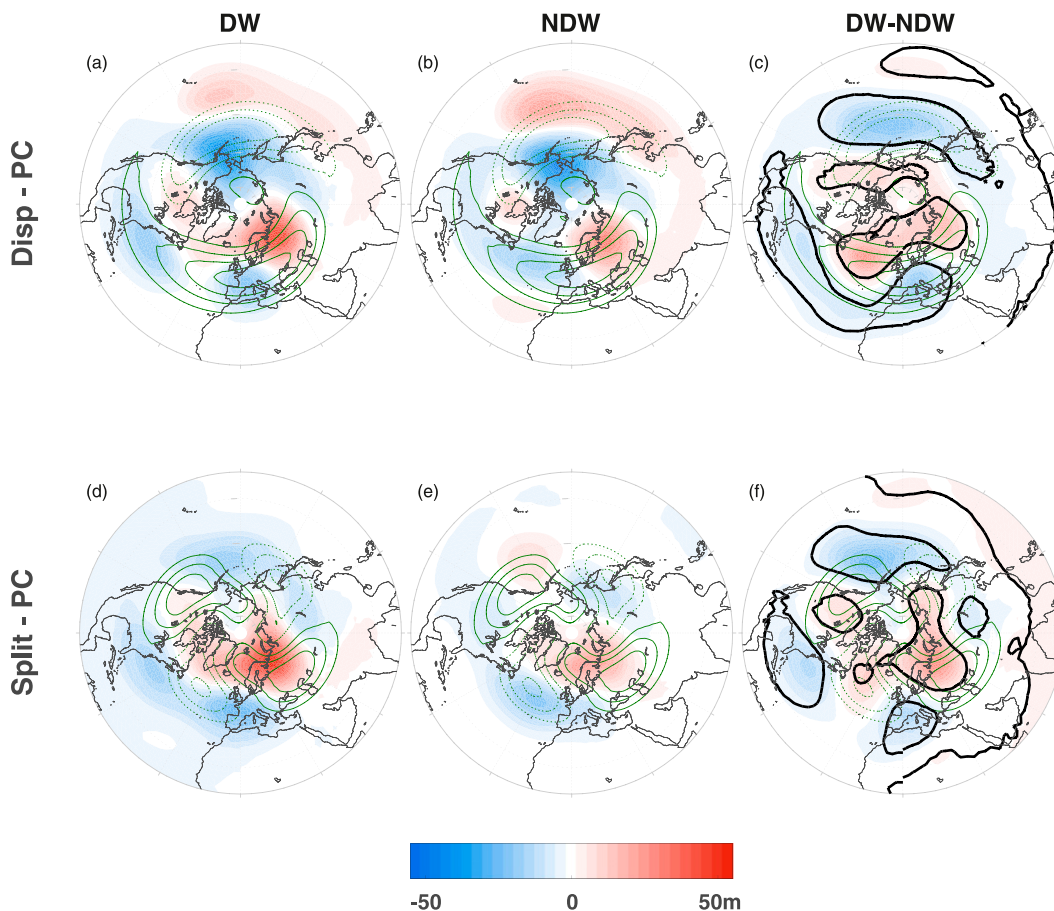 DW NDW DW-NDW
(a) (b) (c)
Disp - PC
(d) (e) (f)
Split - PC
-50 0 50m